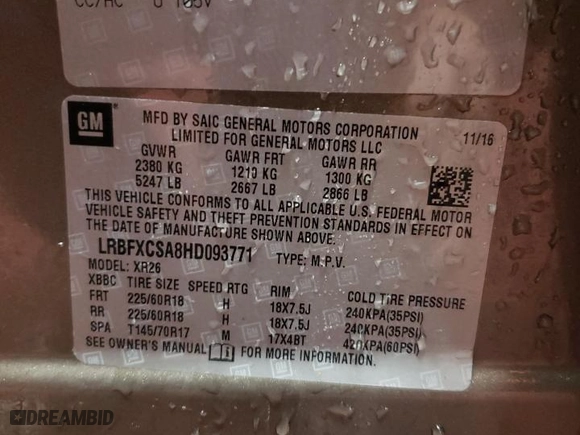 CC/AC U 165V
GM
MFD BY SAIC GENERAL MOTORS CORPORATION
LIMITED FOR GENERAL MOTORS LLC
11/16
GVWR GAWR FRT GAWR RR
2380 KG 1210 KG 1300 KG
5247 LB 2667 LB 2866 LB
THIS VEHICLE CONFORMS TO ALL APPLICABLE U.S. FEDERAL MOTOR
VEHICLE SAFETY AND THEFT PREVENTION STANDARDS IN EFFECT ON
THE DATE OF MANUFACTURE SHOWN ABOVE.
LRBFXCSA8HD093771 TYPE: M.P.V.
MODEL: XR26
XBBC TIRE SIZE SPEED RTG RIM COLD TIRE PRESSURE
FRT 225/60R18 H 18X7.5J 240KPA(35PSI)
RR 225/60R18 H 18X7.5J 240KPA(35PSI)
SPA T145/70R17 M 17X4BT 420KPA(60PSI)
SEE OWNER'S MANUAL FOR MORE INFORMATION.
DREAMBID